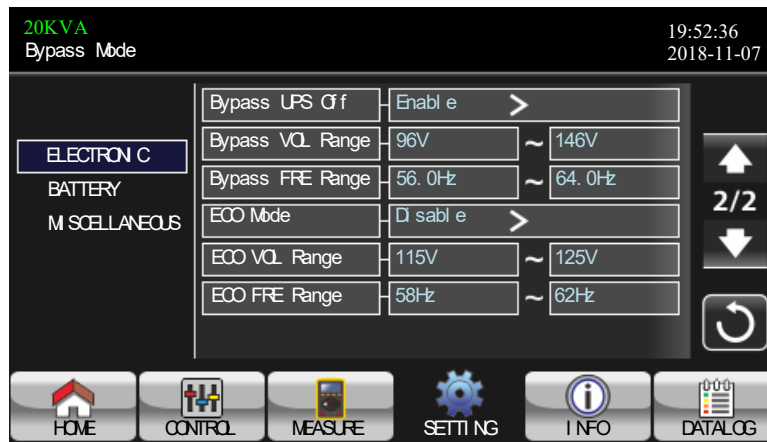 20KVA
19:52:36
Bypass Mode
2018-11-07
Bypass UPS Off Enable >
ELECTRONIC
Bypass VOL Range 96V ~ 146V
BATTERY
Bypass FRE Range 56.0Hz ~ 64.0Hz
2/2
MISCELLANEOUS
ECO Mode Disable >
ECO VOL Range 115V ~ 125V
ECO FRE Range 58Hz ~ 62Hz
HOME CONTROL MEASURE SETTING INFO DATALOG